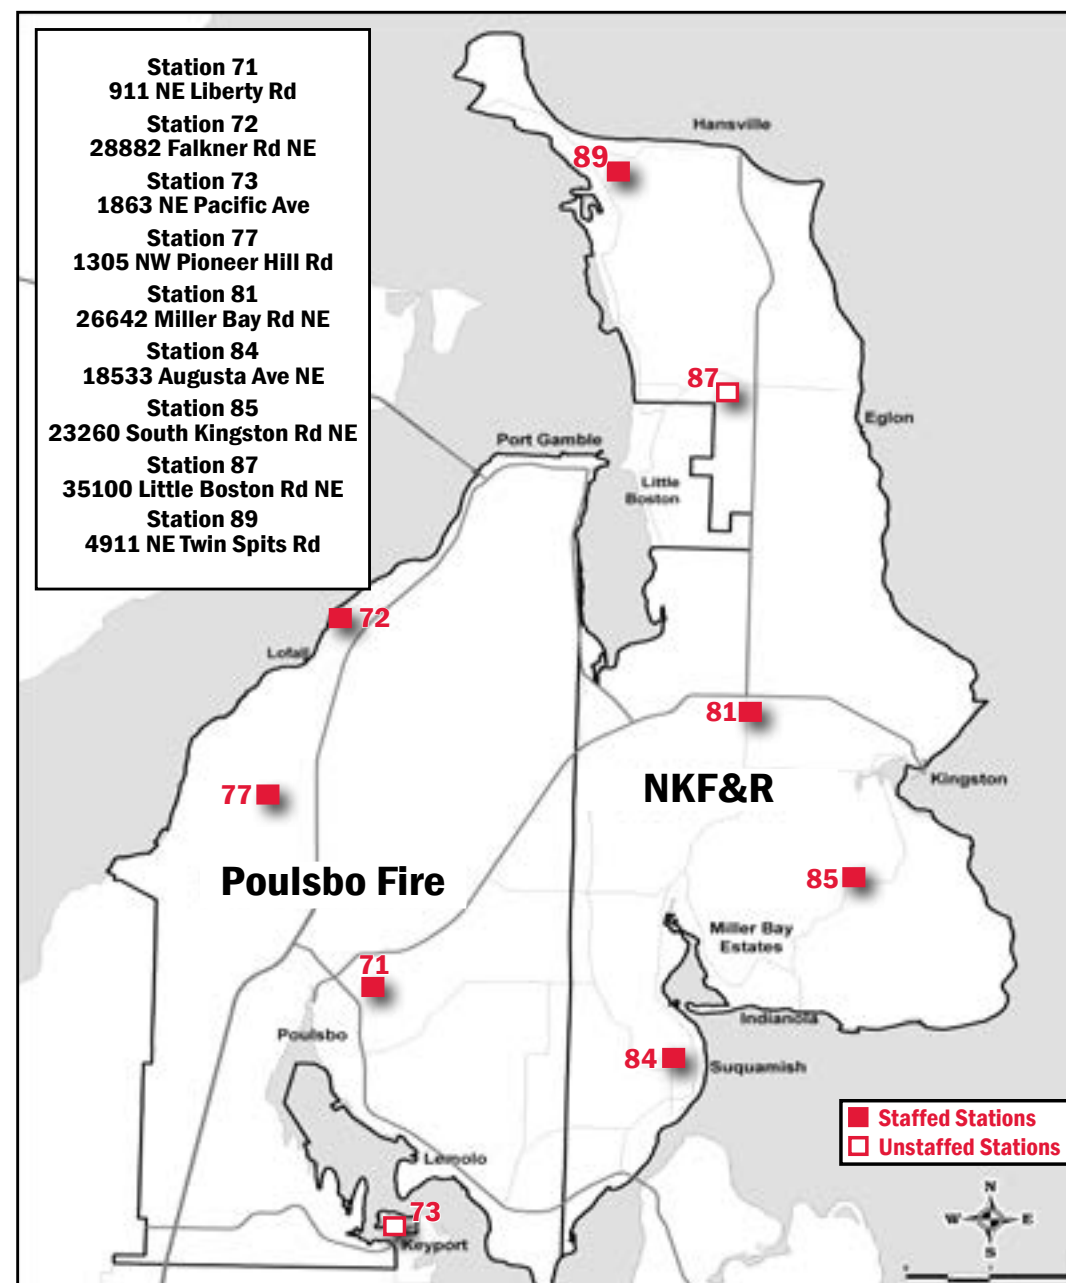 Station 71
911 NE Liberty Rd
Station 72
28882 Falkner Rd NE
Station 73
1863 NE Pacific Ave
Station 77
1305 NW Pioneer Hill Rd
Station 81
26642 Miller Bay Rd NE
Station 84
18533 Augusta Ave NE
Station 85
23260 South Kingston Rd NE
Station 87
35100 Little Boston Rd NE
Station 89
4911 NE Twin Spits Rd
Hansville
89
87
Eglon
Port Gamble
Little
Boston
72
Lofall
81
Kingston
NKF&R
77
Poulsbo Fire
85
Miller Bay
Estates
71
Indianola
Poulsbo
84
Suquamish
Staffed Stations
Unstaffed Stations
Lemolo
73
Keyport
N
W
E
S